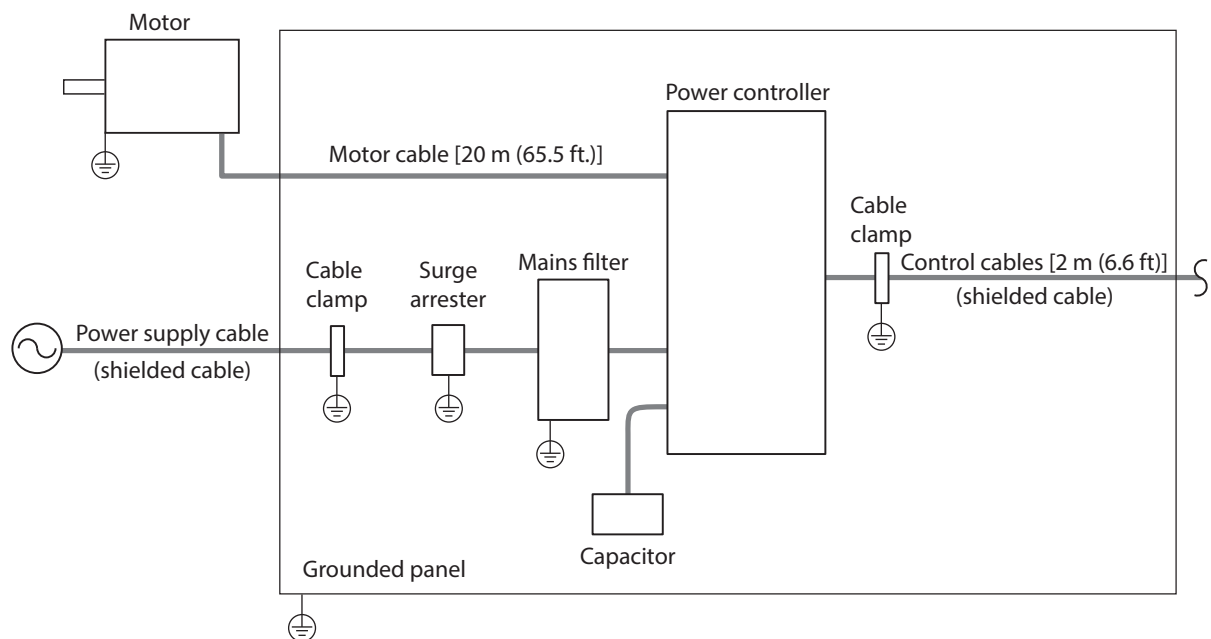 Motor
Power controller
Motor cable [20 m (65.5 ft.)]
Cable
clamp
Control cables [2 m (6.6 ft)]
(shielded cable)
Cable
clamp
Surge
arrester
Mains filter
Power supply cable
(shielded cable)
Capacitor
Grounded panel